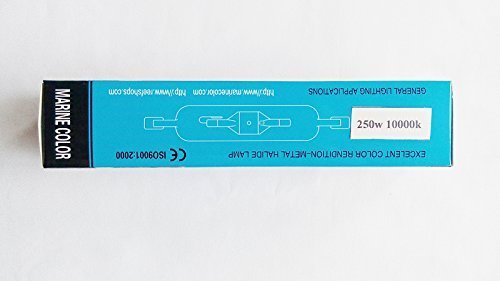 MARINE COLOR
EXCELLENT COLOR RENDITION-METAL HALIDE LAMP
CE ISO9001:2000
250w 10000k
GENERAL LIGHTING APPLICATIONS
http://www.marinecolor.com http://www.reefshops.com